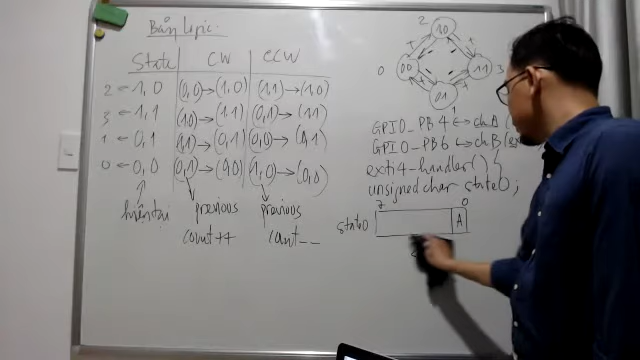 Bảng logic
State CW CCW
2 ← 1, 0 (0,0) → (1,0) (1,1) → (1,0)
3 ← 1, 1 (1,0) → (1,1) (0,1) → (1,1)
1 ← 0, 1 (1,1) → (0,1) (0,0) → (0,1)
0 ← 0, 0 (0,1) → (0,0) (1,0) → (0,0)
hiện tại previous previous
count++ count--
2
10
0 00 11 3
01
1
+ - + - + - + -
GPIO_PB4 ↔ chA
GPIO_PB6 ↔ chB
exti4-handler() {
unsigned char state0;
7 0
state0 A